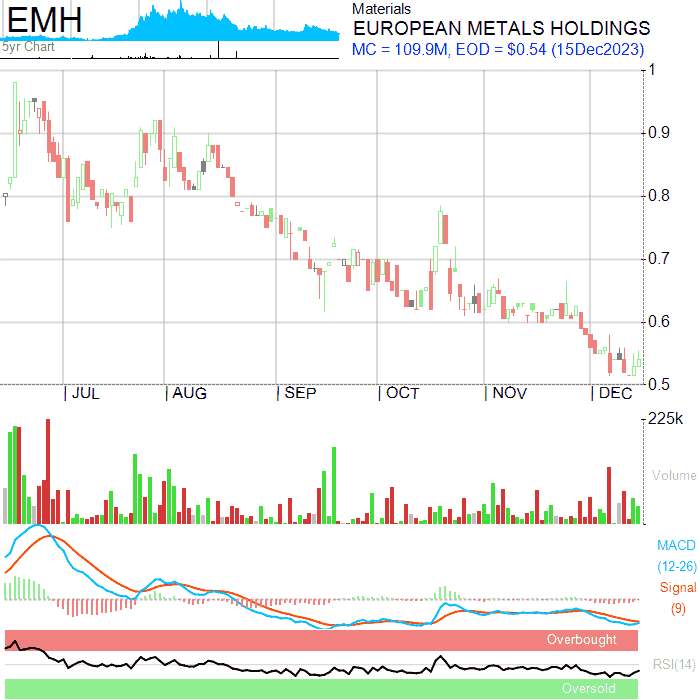 EMH
5yr Chart
Materials
EUROPEAN METALS HOLDINGS
MC = 109.9M, EOD = $0.54 (15Dec2023)
1
0.9
0.8
0.7
0.6
0.5
JUL AUG SEP OCT NOV DEC
225k
Volume
MACD
(12-26)
Signal
(9)
Overbought
RSI(14)
Oversold